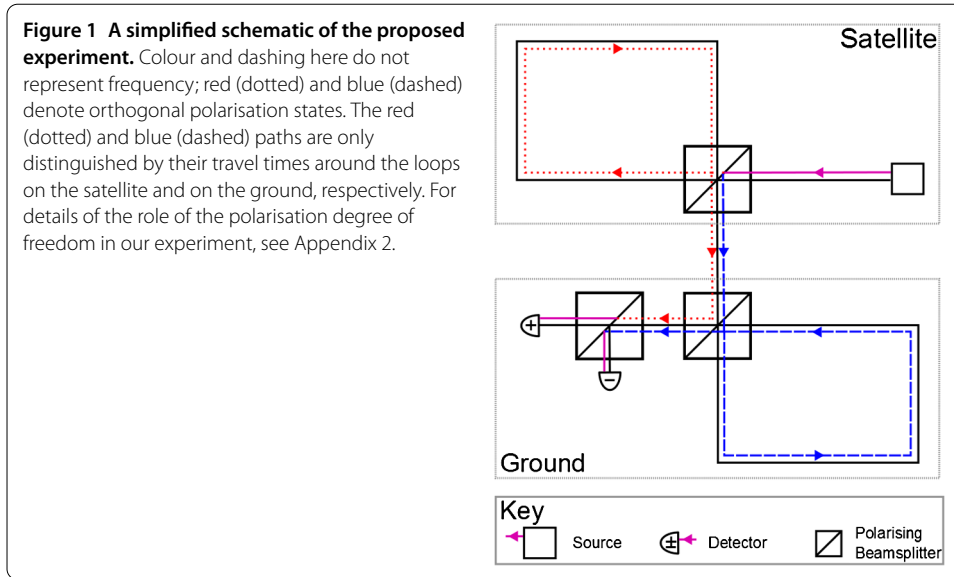 Figure 1 A simplified schematic of the proposed
experiment. Colour and dashing here do not
represent frequency; red (dotted) and blue (dashed)
denote orthogonal polarisation states. The red
(dotted) and blue (dashed) paths are only
distinguished by their travel times around the loops
on the satellite and on the ground, respectively. For
details of the role of the polarisation degree of
freedom in our experiment, see Appendix 2.
Satellite
+
−
Ground
Key
Source
±
Detector
Polarising
Beamsplitter